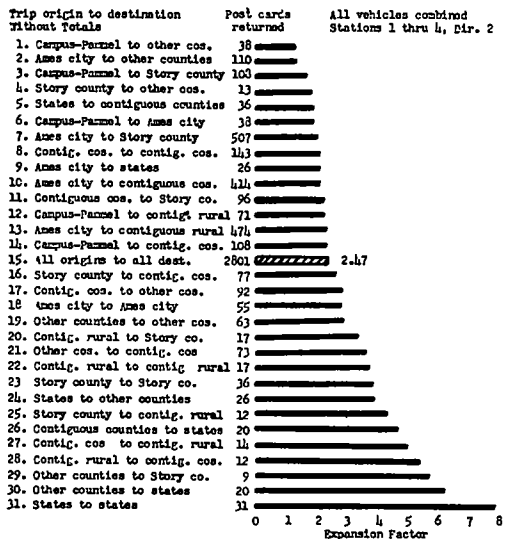 Trip origin to destination Post cards All vehicles combined
Without Totals returned Stations 1 thru 4, Dir. 2
1. Campus-Pammel to other cos. 38
2. Ames city to other counties 110
3. Campus-Pammel to Story county 103
4. Story county to other cos. 13
5. States to contiguous counties 36
6. Campus-Pammel to Ames city 38
7. Ames city to Story county 507
8. Contig. cos. to contig. cos. 143
9. Ames city to states 26
10. Ames city to contiguous cos. 414
11. Contiguous cos. to Story co. 96
12. Campus-Pammel to contig. rural 71
13. Ames city to contiguous rural 474
14. Campus-Pammel to contig. cos. 108
15. All origins to all dest. 2801 2.47
16. Story county to contig. cos. 77
17. Contig. cos. to other cos. 92
18 Ames city to Ames city 55
19. Other counties to other cos. 63
20. Contig. rural to Story co. 17
21. Other cos. to contig. cos 73
22. Contig. rural to contig rural 17
23 Story county to Story co. 36
24. States to other counties 26
25. Story county to contig. rural 12
26. Contiguous counties to states 20
27. Contig. cos to contig. rural 14
28. Contig. rural to contig. cos. 12
29. Other counties to Story co. 9
30. Other counties to states 20
31. States to states 31
0 1 2 3 4 5 6 7 8
Expansion Factor